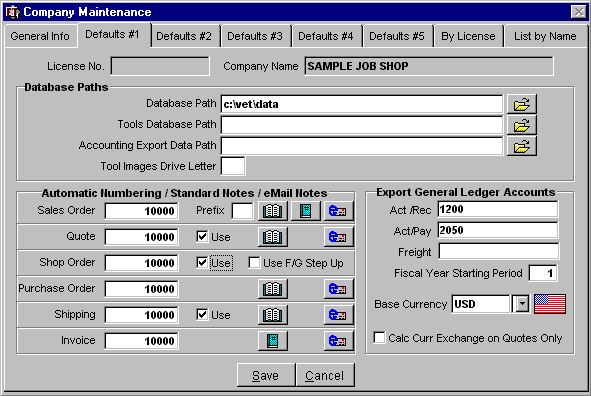 Company Maintenance
General Info Defaults #1 Defaults #2 Defaults #3 Defaults #4 Defaults #5 By License List by Name
License No. Company Name SAMPLE JOB SHOP
Database Paths
Database Path c:\vet\data
Tools Database Path
Accounting Export Data Path
Tool Images Drive Letter
Automatic Numbering / Standard Notes / eMail Notes
Sales Order 10000 Prefix
Quote 10000 Use
Shop Order 10000 Use Use F/G Step Up
Purchase Order 10000
Shipping 10000 Use
Invoice 10000
Export General Ledger Accounts
Act /Rec 1200
Act/Pay 2050
Freight
Fiscal Year Starting Period 1
Base Currency USD
Calc Curr Exchange on Quotes Only
Save Cancel